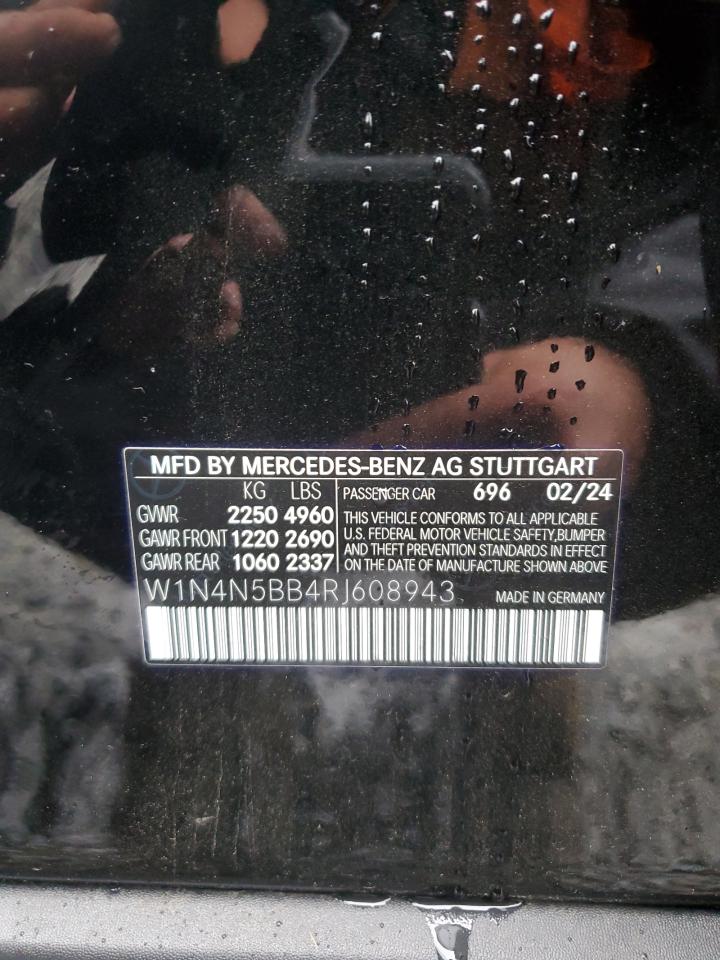 MFD BY MERCEDES-BENZ AG STUTTGART
KG LBS
GVWR 2250 4960
GAWR FRONT 1220 2690
GAWR REAR 1060 2337
PASSENGER CAR 696 02/24
THIS VEHICLE CONFORMS TO ALL APPLICABLE
U.S. FEDERAL MOTOR VEHICLE SAFETY,BUMPER
AND THEFT PREVENTION STANDARDS IN EFFECT
ON THE DATE OF MANUFACTURE SHOWN ABOVE
W1N4N5BB4RJ608943
MADE IN GERMANY